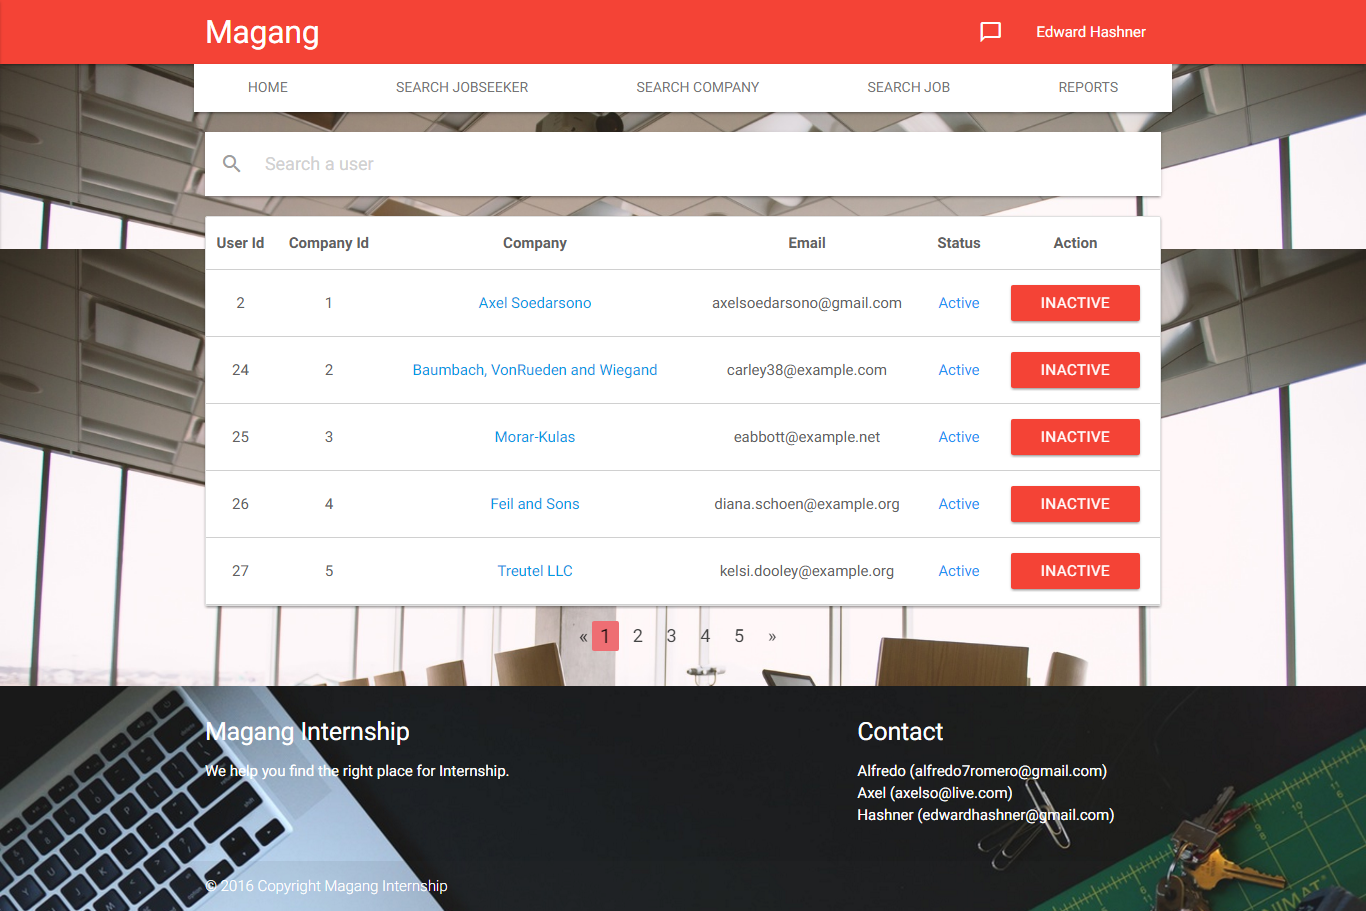 Magang
Edward Hashner
HOME SEARCH JOBSEEKER SEARCH COMPANY SEARCH JOB REPORTS
Search a user
User Id Company Id Company Email Status Action
2 1 Axel Soedarsono axelsoedarsono@gmail.com Active INACTIVE
24 2 Baumbach, VonRueden and Wiegand carley38@example.com Active INACTIVE
25 3 Morar-Kulas eabbott@example.net Active INACTIVE
26 4 Feil and Sons diana.schoen@example.org Active INACTIVE
27 5 Treutel LLC kelsi.dooley@example.org Active INACTIVE
« 1 2 3 4 5 »
Magang Internship
We help you find the right place for Internship.
Contact
Alfredo (alfredo7romero@gmail.com)
Axel (axelso@live.com)
Hashner (edwardhashner@gmail.com)
© 2016 Copyright Magang Internship